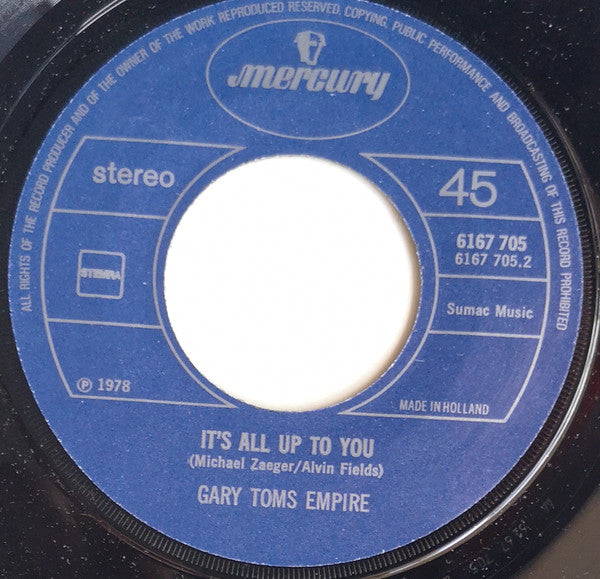 ALL RIGHTS OF THE RECORD PRODUCER AND OF THE OWNER OF THE WORK REPRODUCED RESERVED, COPYING, PUBLIC PERFORMANCE AND BROADCASTING OF THIS RECORD PROHIBITED
mercury
stereo
45
STEMRA
6167 705
6167 705.2
Sumac Music
℗ 1978
MADE IN HOLLAND
IT'S ALL UP TO YOU
(Michael Zaeger/Alvin Fields)
GARY TOMS EMPIRE